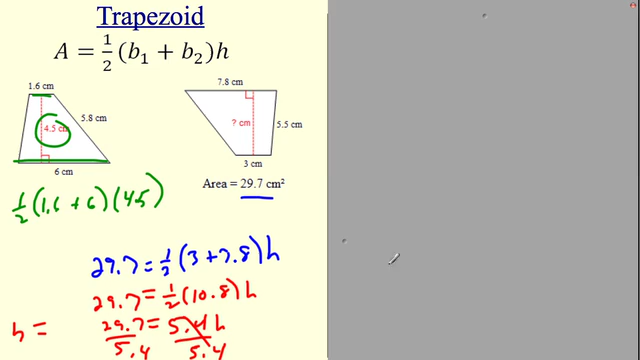 Trapezoid
A = 1/2 (b₁ + b₂)h
1.6 cm
5.8 cm
4.5 cm
6 cm
7.8 cm
? cm
5.5 cm
3 cm
Area = 29.7 cm²
1/2 (1.6 + 6)(4.5)
29.7 = 1/2 (3 + 7.8) h
29.7 = 1/2 (10.8) h
29.7 = 5.4 h
5.4 5.4
h =